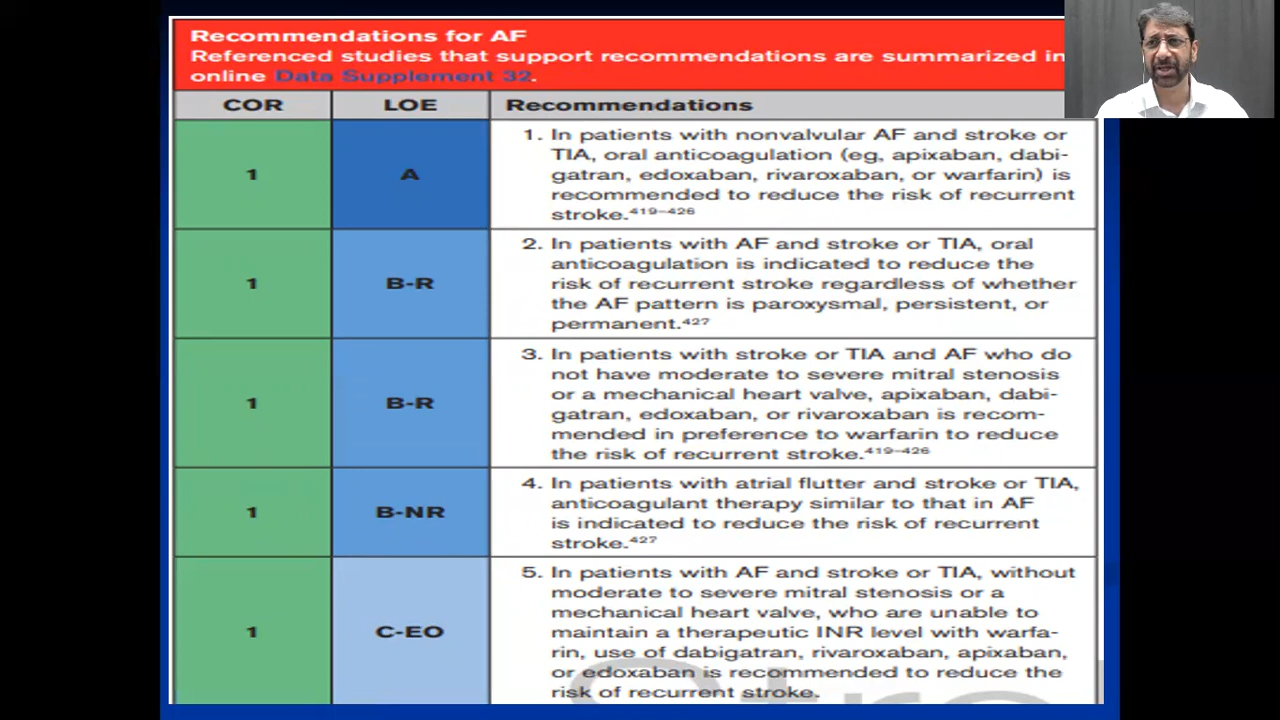 Recommendations for AF
Referenced studies that support recommendations are summarized in
online Data Supplement 32.
COR LOE Recommendations
1 A 1. In patients with nonvalvular AF and stroke or
TIA, oral anticoagulation (eg, apixaban, dabi-
gatran, edoxaban, rivaroxaban, or warfarin) is
recommended to reduce the risk of recurrent
stroke.419–426
1 B-R 2. In patients with AF and stroke or TIA, oral
anticoagulation is indicated to reduce the
risk of recurrent stroke regardless of whether
the AF pattern is paroxysmal, persistent, or
permanent.427
1 B-R 3. In patients with stroke or TIA and AF who do
not have moderate to severe mitral stenosis
or a mechanical heart valve, apixaban, dabi-
gatran, edoxaban, or rivaroxaban is recom-
mended in preference to warfarin to reduce
the risk of recurrent stroke.419–426
1 B-NR 4. In patients with atrial flutter and stroke or TIA,
anticoagulant therapy similar to that in AF
is indicated to reduce the risk of recurrent
stroke.427
1 C-EO 5. In patients with AF and stroke or TIA, without
moderate to severe mitral stenosis or a
mechanical heart valve, who are unable to
maintain a therapeutic INR level with warfa-
rin, use of dabigatran, rivaroxaban, apixaban,
or edoxaban is recommended to reduce the
risk of recurrent stroke.